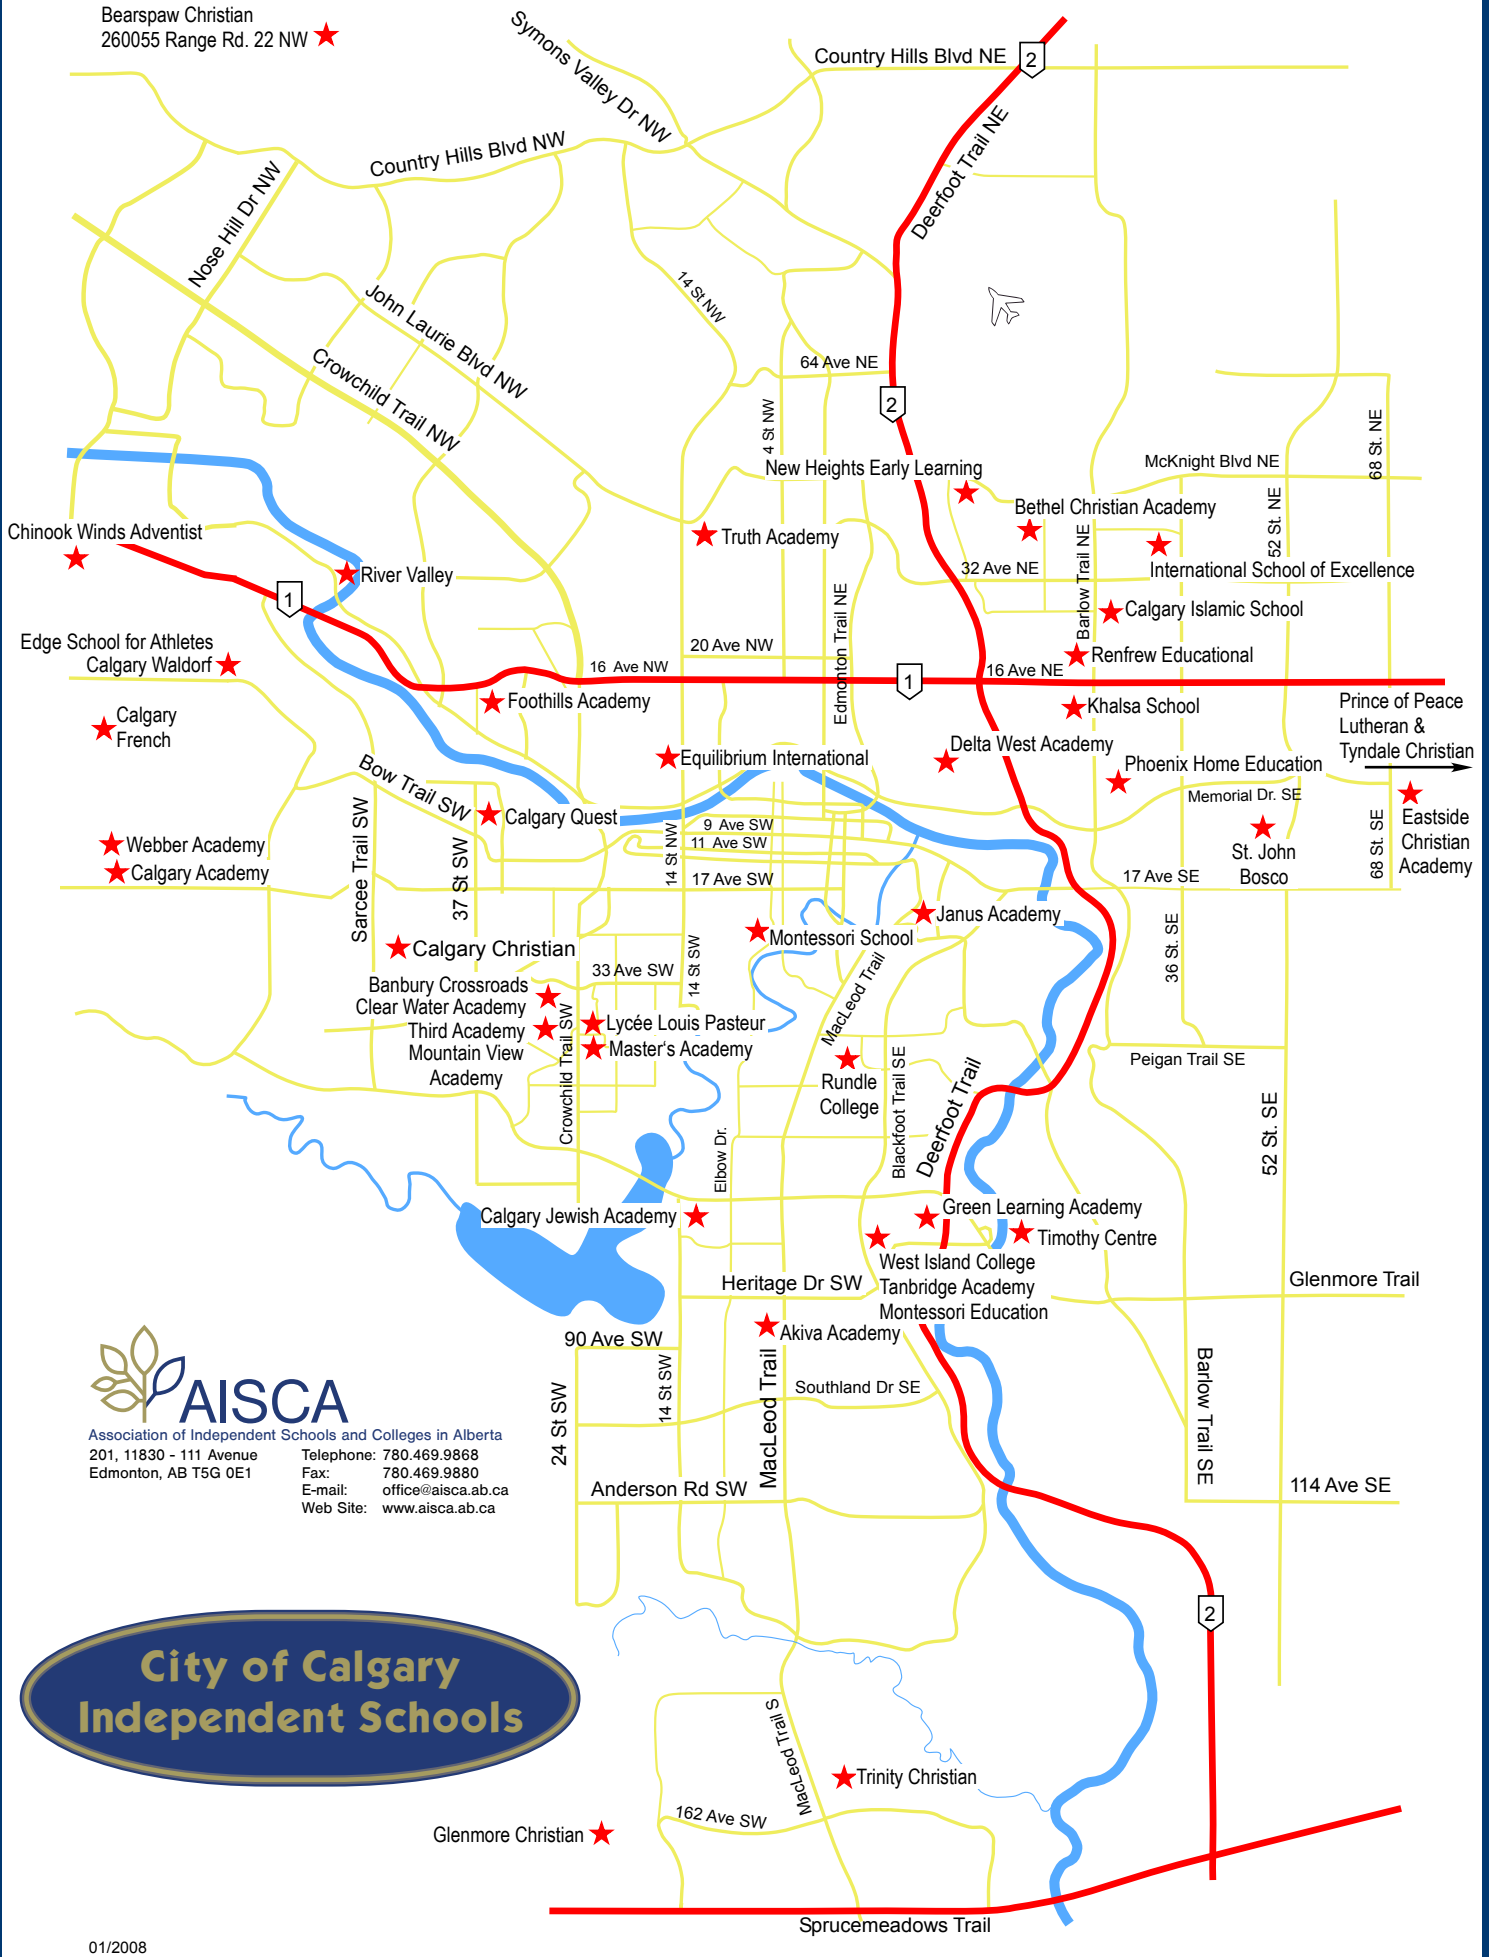 Bearspaw Christian
260055 Range Rd. 22 NW
Symons Valley Dr NW
Country Hills Blvd NE
2
Country Hills Blvd NW
Deerfoot Trail NE
Nose Hill Dr NW
John Laurie Blvd NW
14 St NW
Crowchild Trail NW
64 Ave NE
2
4 St NW
68 St. NE
New Heights Early Learning
McKnight Blvd NE
Bethel Christian Academy
52 St. NE
Chinook Winds Adventist
Truth Academy
Barlow Trail NE
River Valley
32 Ave NE
International School of Excellence
1
Calgary Islamic School
Edmonton Trail NE
Edge School for Athletes
Calgary Waldorf
20 Ave NW
Renfrew Educational
16 Ave NW
1
16 Ave NE
Foothills Academy
Khalsa School
Prince of Peace
Lutheran &
Tyndale Christian
Calgary
French
Delta West Academy
Equilibrium International
Phoenix Home Education
Bow Trail SW
Memorial Dr. SE
Calgary Quest
Sarcee Trail SW
37 St SW
14 St NW
9 Ave SW
11 Ave SW
Eastside
Christian
Academy
68 St. SE
Webber Academy
St. John
Bosco
Calgary Academy
17 Ave SW
17 Ave SE
Janus Academy
Montessori School
Calgary Christian
36 St. SE
14 St SW
33 Ave SW
MacLeod Trail
Banbury Crossroads
Clear Water Academy
Third Academy
Mountain View
Academy
Crowchild Trail SW
Lycée Louis Pasteur
Master's Academy
Peigan Trail SE
Rundle
College
Blackfoot Trail SE
Deerfoot Trail
52 St. SE
Elbow Dr.
Calgary Jewish Academy
Green Learning Academy
Timothy Centre
West Island College
Tanbridge Academy
Montessori Education
Heritage Dr SW
Glenmore Trail
Akiva Academy
90 Ave SW
14 St SW
24 St SW
MacLeod Trail
Southland Dr SE
Barlow Trail SE
Anderson Rd SW
114 Ave SE
AISCA
Association of Independent Schools and Colleges in Alberta
201, 11830 - 111 Avenue
Edmonton, AB T5G 0E1
Telephone: 780.469.9868
Fax: 780.469.9880
E-mail: office@aisca.ab.ca
Web Site: www.aisca.ab.ca
2
City of Calgary
Independent Schools
MacLeod Trail S
Trinity Christian
162 Ave SW
Glenmore Christian
Sprucemeadows Trail
01/2008